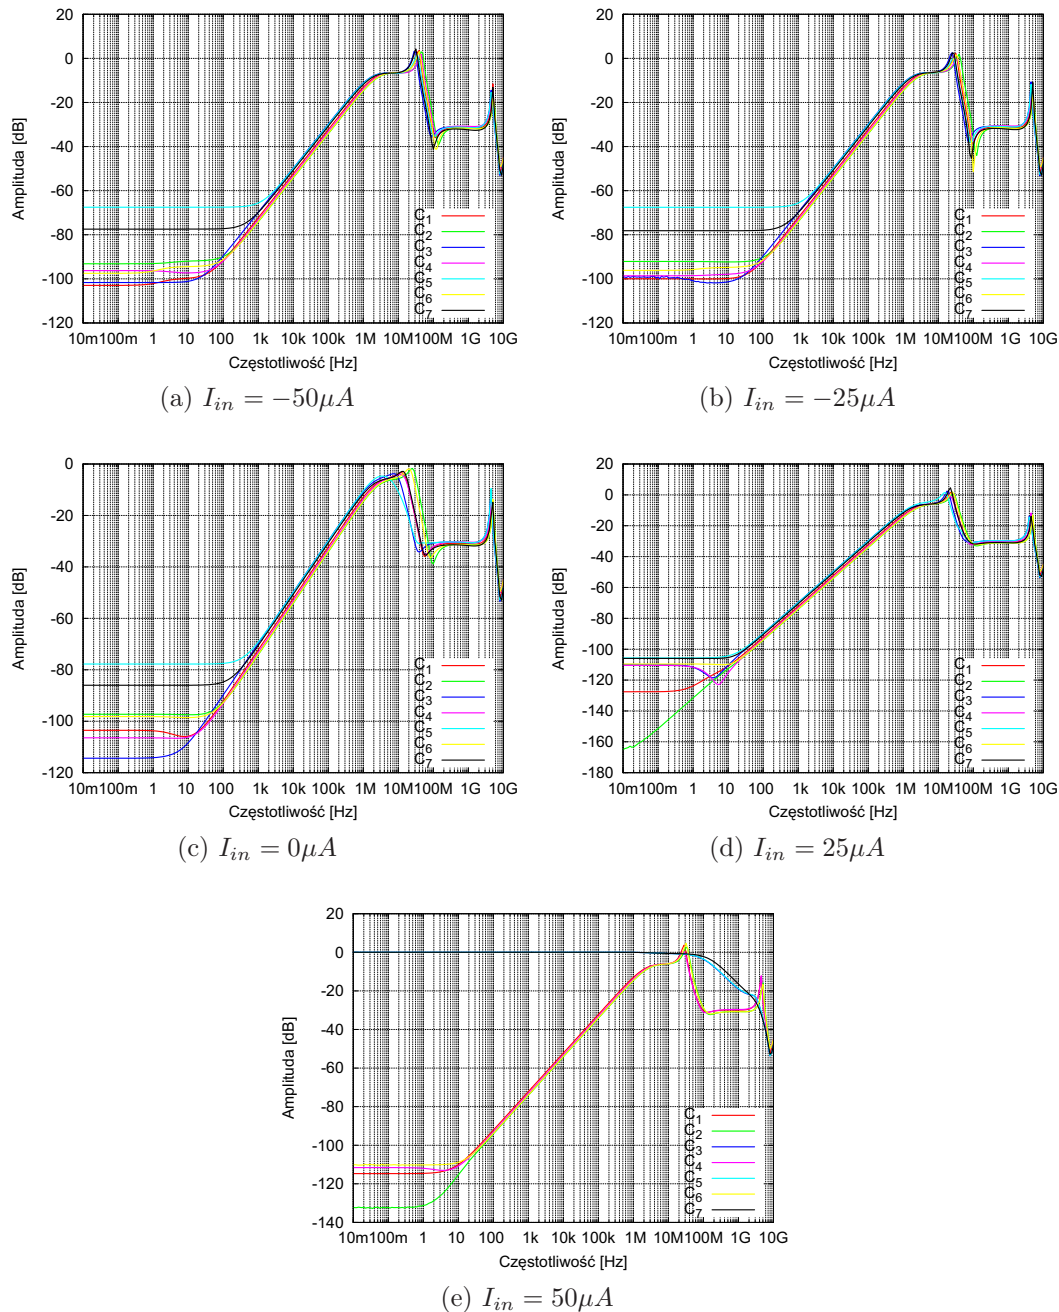 20
0
-20
-40
-60
-80
-100
-120
Amplituda [dB]
C1
C2
C3
C4
C5
C6
C7
10m100m 1 10 100 1k 10k 100k 1M 10M100M 1G 10G
Częstotliwość [Hz]
(a) I_in = −50μA
20
0
-20
-40
-60
-80
-100
-120
Amplituda [dB]
C1
C2
C3
C4
C5
C6
C7
10m100m 1 10 100 1k 10k 100k 1M 10M100M 1G 10G
Częstotliwość [Hz]
(b) I_in = −25μA
0
-20
-40
-60
-80
-100
-120
Amplituda [dB]
C1
C2
C3
C4
C5
C6
C7
10m100m 1 10 100 1k 10k 100k 1M 10M100M 1G 10G
Częstotliwość [Hz]
(c) I_in = 0μA
20
0
-20
-40
-60
-80
-100
-120
-140
-160
-180
Amplituda [dB]
C1
C2
C3
C4
C5
C6
C7
10m100m 1 10 100 1k 10k 100k 1M 10M100M 1G 10G
Częstotliwość [Hz]
(d) I_in = 25μA
20
0
-20
-40
-60
-80
-100
-120
-140
Amplituda [dB]
C1
C2
C3
C4
C5
C6
C7
10m100m 1 10 100 1k 10k 100k 1M 10M100M 1G 10G
Częstotliwość [Hz]
(e) I_in = 50μA